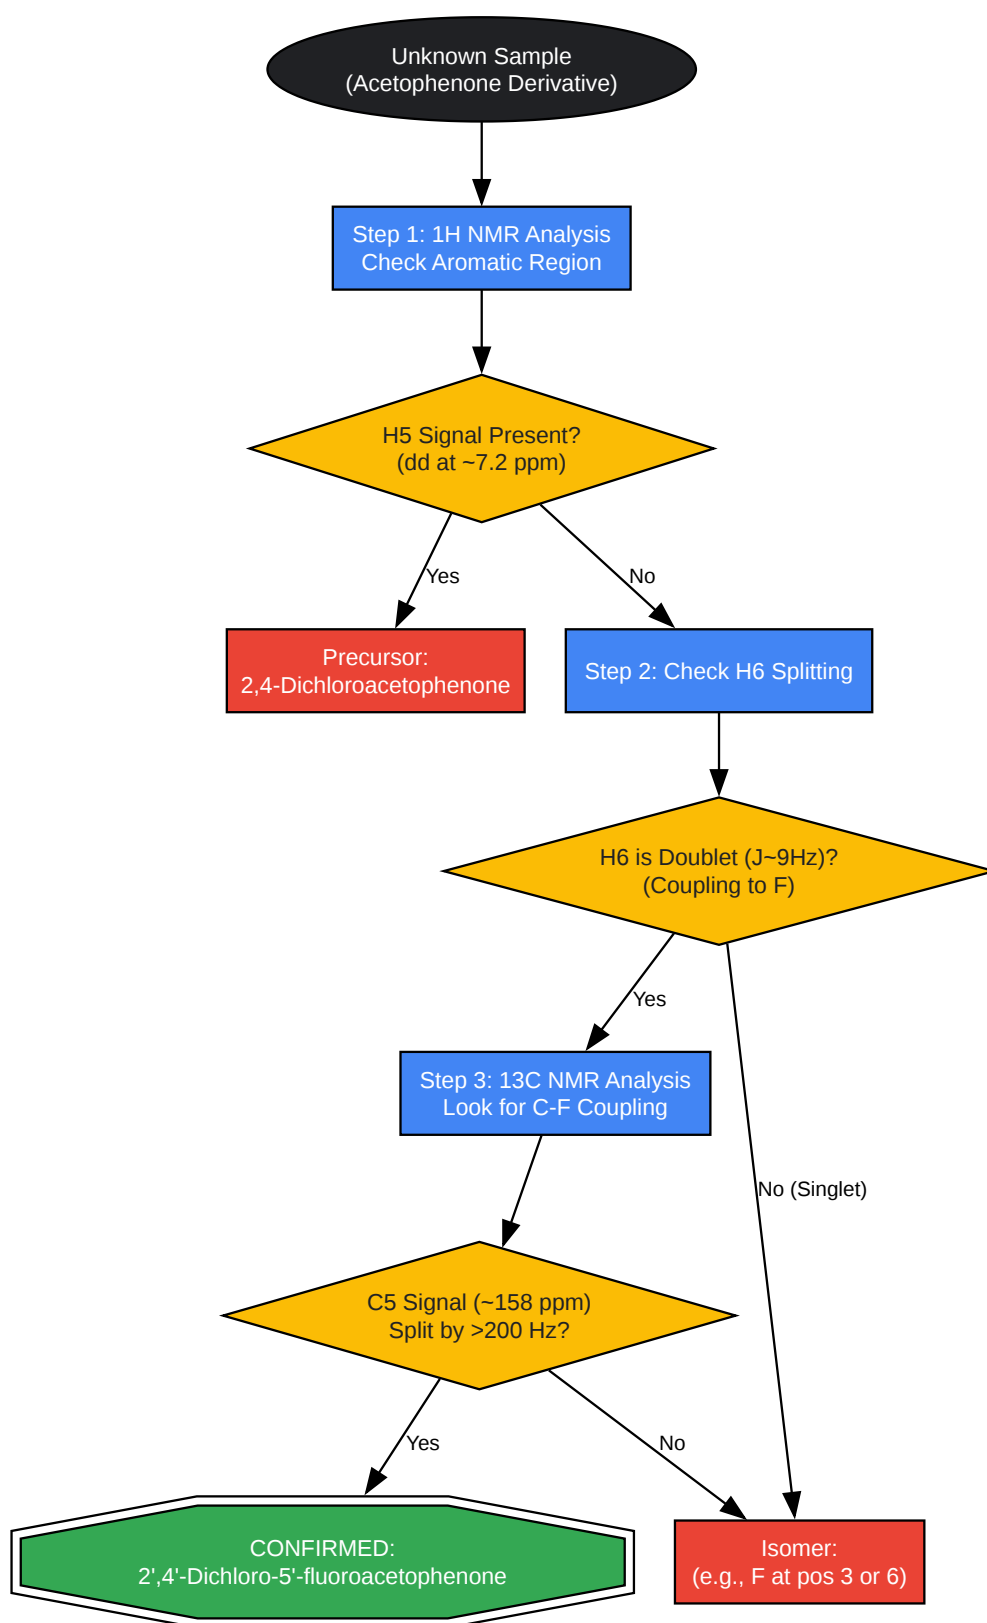 Unknown Sample
(Acetophenone Derivative)
Step 1: 1H NMR Analysis
Check Aromatic Region
H5 Signal Present?
(dd at ~7.2 ppm)
Yes
No
Precursor:
2,4-Dichloroacetophenone
Step 2: Check H6 Splitting
H6 is Doublet (J~9Hz)?
(Coupling to F)
Yes
Step 3: 13C NMR Analysis
Look for C-F Coupling
No (Singlet)
C5 Signal (~158 ppm)
Split by >200 Hz?
Yes
No
CONFIRMED:
2',4'-Dichloro-5'-fluoroacetophenone
Isomer:
(e.g., F at pos 3 or 6)